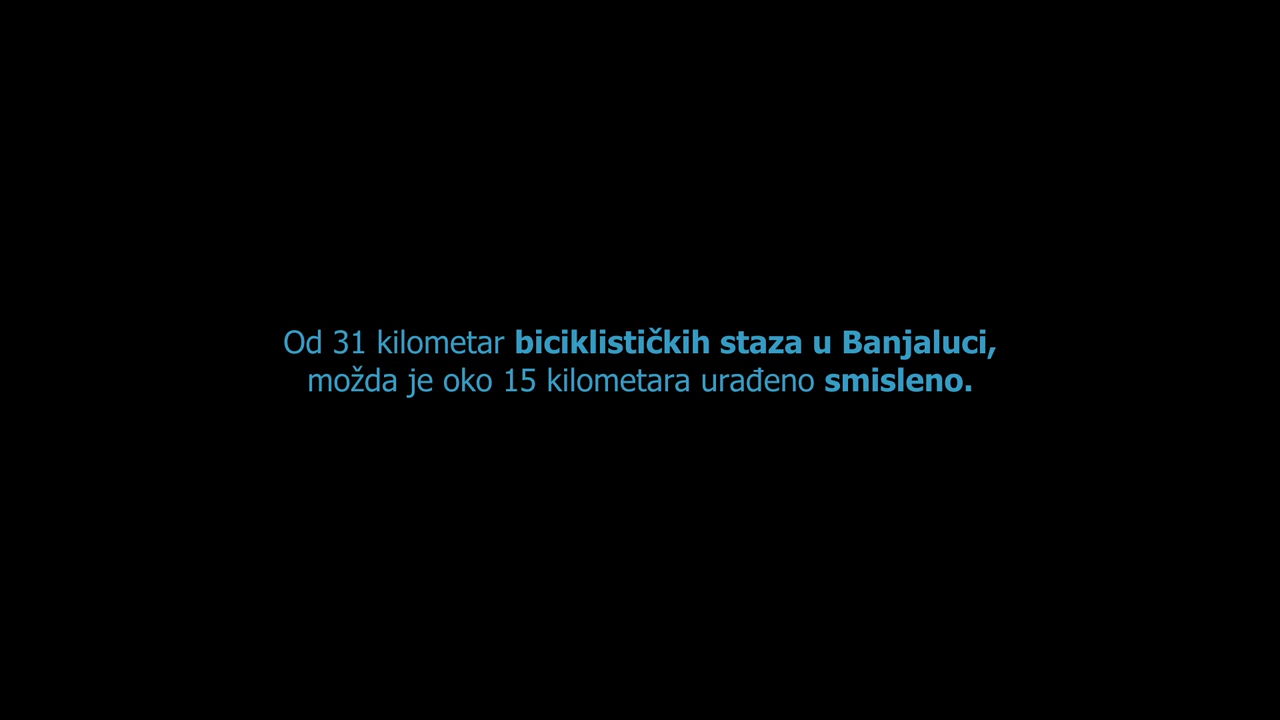 Od 31 kilometar biciklističkih staza u Banjaluci,
možda je oko 15 kilometara urađeno smisleno.